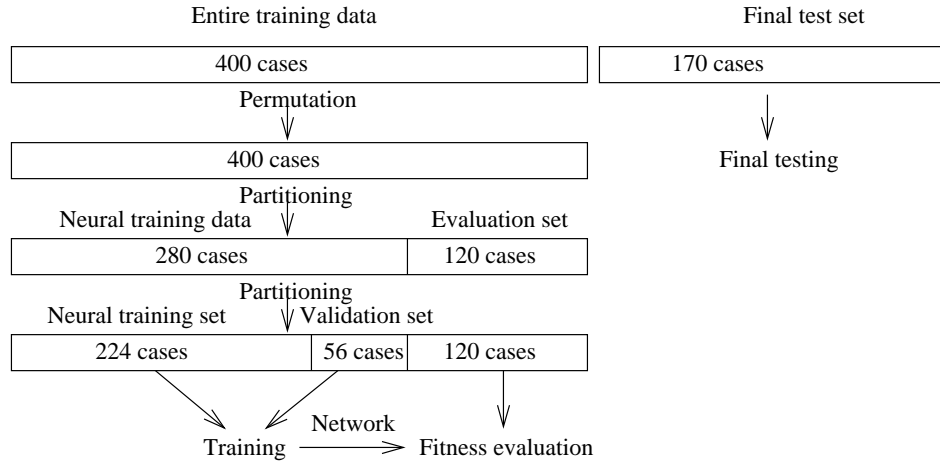 Entire training data
Final test set
400 cases
170 cases
Permutation
400 cases
Final testing
Partitioning
Neural training data
Evaluation set
280 cases
120 cases
Partitioning
Neural training set
Validation set
224 cases
56 cases
120 cases
Network
Training
Fitness evaluation